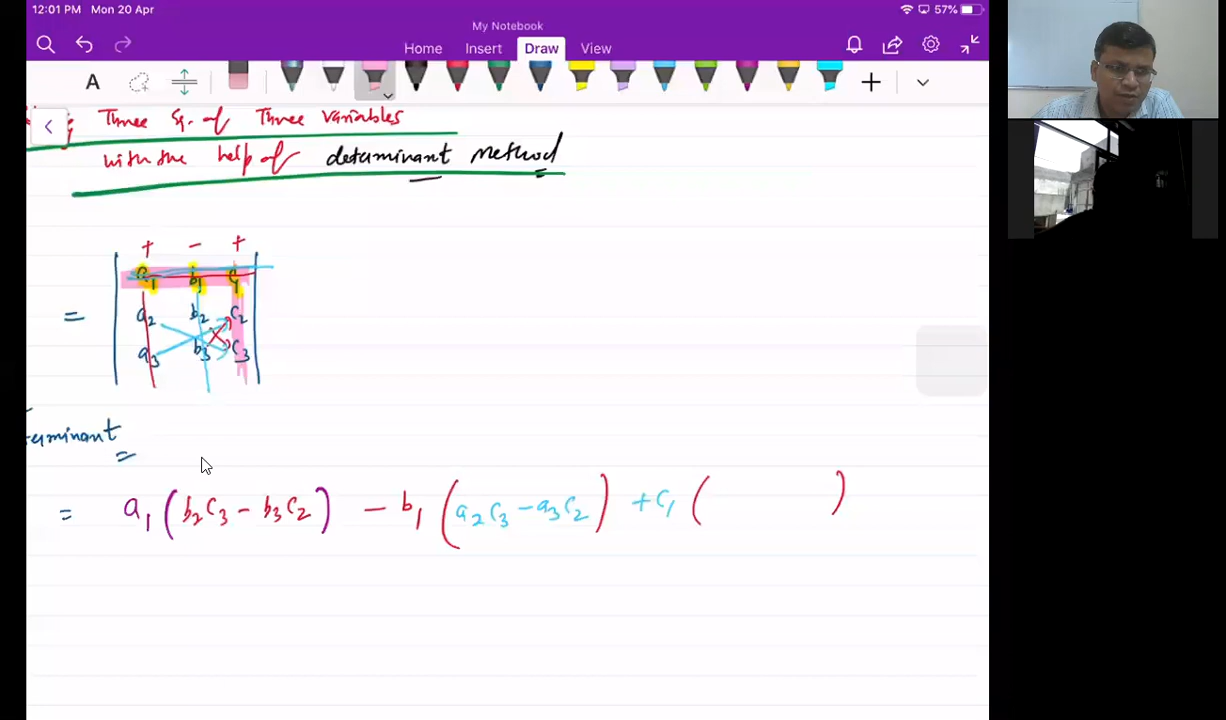 12:01 PM Mon 20 Apr
57%
My Notebook
Home Insert Draw View
A
Three Eq. of Three variables
with the help of determinant method
+ - +
a₁ b₁ c₁
= a₂ b₂ c₂
a₃ b₃ c₃
erminant
=
= a₁ (b₂c₃ - b₃c₂) - b₁ (a₂c₃ - a₃c₂) + c₁ ( )